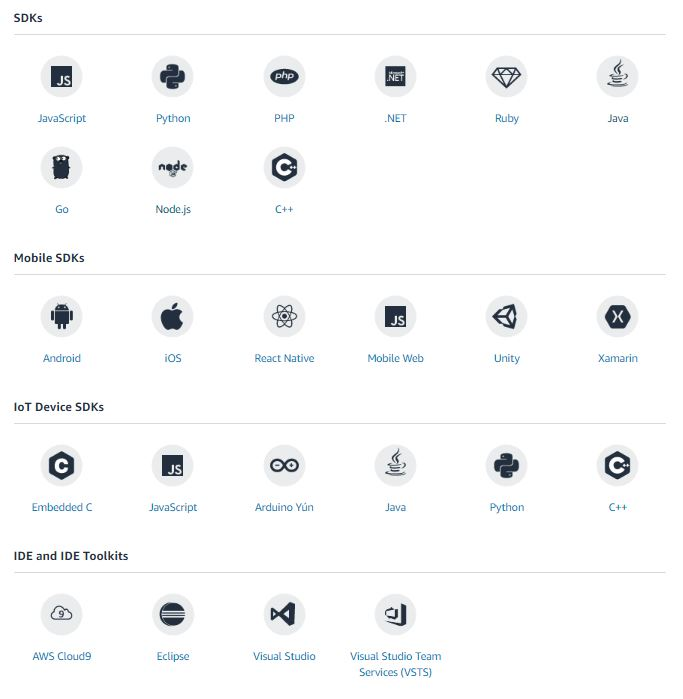 SDKs
JS
php
.NET
JavaScript Python PHP .NET Ruby Java
node
C++
Go Node.js C++
Mobile SDKs
JS
X
Android iOS React Native Mobile Web Unity Xamarin
IoT Device SDKs
C
JS
C++
Embedded C JavaScript Arduino Yún Java Python C++
IDE and IDE Toolkits
9
AWS Cloud9 Eclipse Visual Studio Visual Studio Team
Services (VSTS)